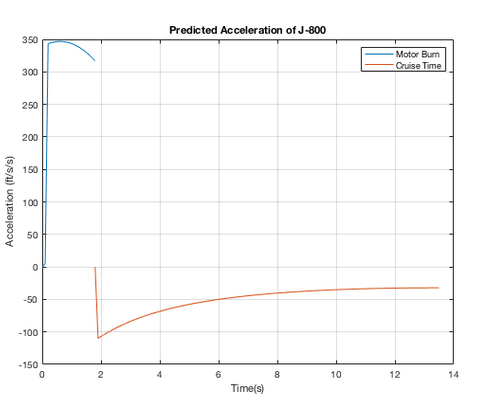 Predicted Acceleration of J-800
350
300
250
200
150
100
50
0
-50
-100
-150
Acceleration (ft/s/s)
Motor Burn
Cruise Time
0 2 4 6 8 10 12 14
Time(s)